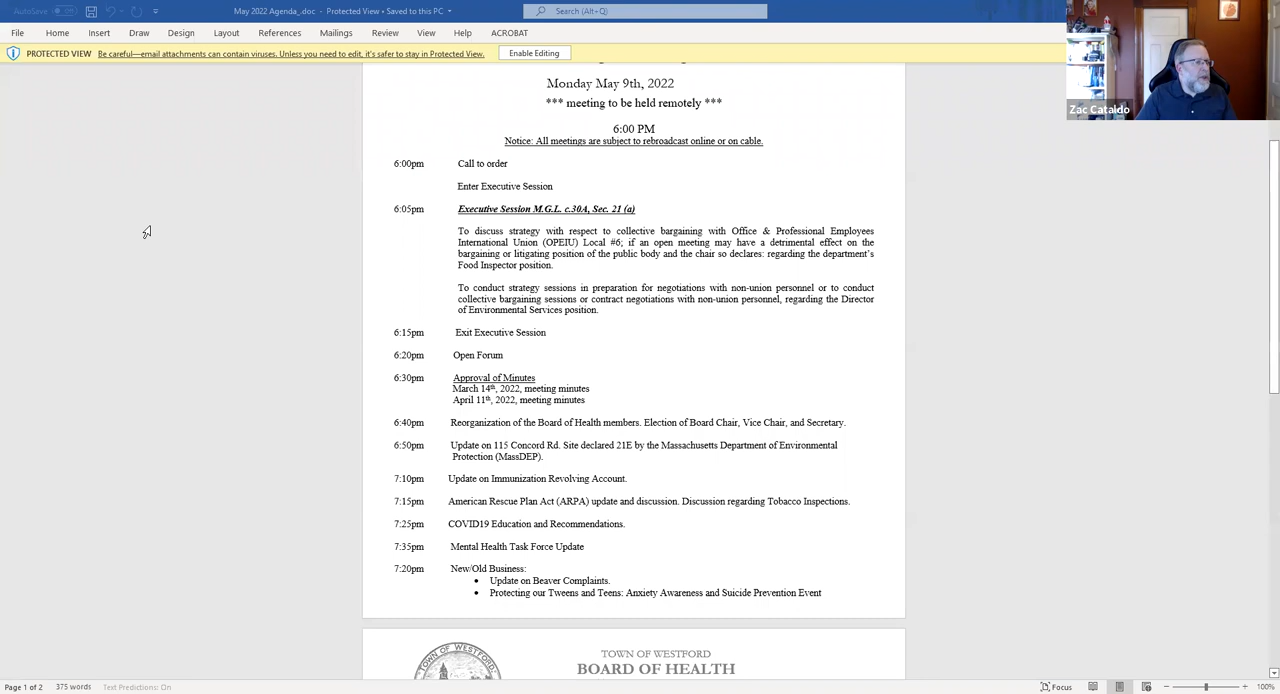 AutoSave Off
May 2022 Agenda_.doc - Protected View • Saved to this PC
Search (Alt+Q)
File Home Insert Draw Design Layout References Mailings Review View Help ACROBAT
PROTECTED VIEW Be careful—email attachments can contain viruses. Unless you need to edit, it's safer to stay in Protected View. Enable Editing
Zac Cataldo
Monday May 9th, 2022
*** meeting to be held remotely ***
6:00 PM
Notice: All meetings are subject to rebroadcast online or on cable.
6:00pm Call to order
Enter Executive Session
6:05pm Executive Session M.G.L. c.30A, Sec. 21 (a)
To discuss strategy with respect to collective bargaining with Office & Professional Employees
International Union (OPEIU) Local #6; if an open meeting may have a detrimental effect on the
bargaining or litigating position of the public body and the chair so declares: regarding the department's
Food Inspector position.
To conduct strategy sessions in preparation for negotiations with non-union personnel or to conduct
collective bargaining sessions or contract negotiations with non-union personnel, regarding the Director
of Environmental Services position.
6:15pm Exit Executive Session
6:20pm Open Forum
6:30pm Approval of Minutes
March 14th, 2022, meeting minutes
April 11th, 2022, meeting minutes
6:40pm Reorganization of the Board of Health members. Election of Board Chair, Vice Chair, and Secretary.
6:50pm Update on 115 Concord Rd. Site declared 21E by the Massachusetts Department of Environmental
Protection (MassDEP).
7:10pm Update on Immunization Revolving Account.
7:15pm American Rescue Plan Act (ARPA) update and discussion. Discussion regarding Tobacco Inspections.
7:25pm COVID19 Education and Recommendations.
7:35pm Mental Health Task Force Update
7:20pm New/Old Business:
• Update on Beaver Complaints.
• Protecting our Tweens and Teens: Anxiety Awareness and Suicide Prevention Event
TOWN OF WESTFORD
TOWN OF WESTFORD
BOARD OF HEALTH
Page 1 of 2 375 words Text Predictions: On Focus 100%